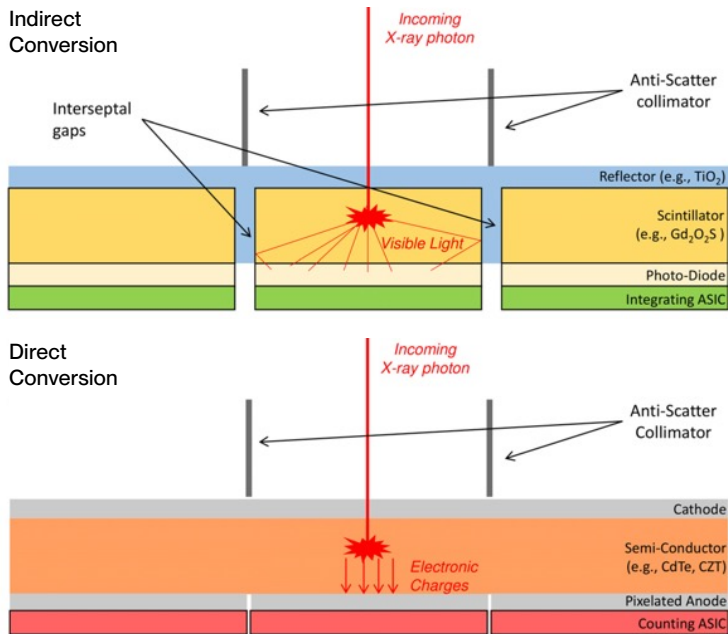 Indirect
Conversion
Incoming
X-ray photon
Anti-Scatter
collimator
Interseptal
gaps
Reflector (e.g., TiO₂)
Scintillator
(e.g., Gd₂O₂S )
Visible Light
Photo-Diode
Integrating ASIC
Direct
Conversion
Incoming
X-ray photon
Anti-Scatter
Collimator
Cathode
Semi-Conductor
(e.g., CdTe, CZT)
Electronic
Charges
Pixelated Anode
Counting ASIC